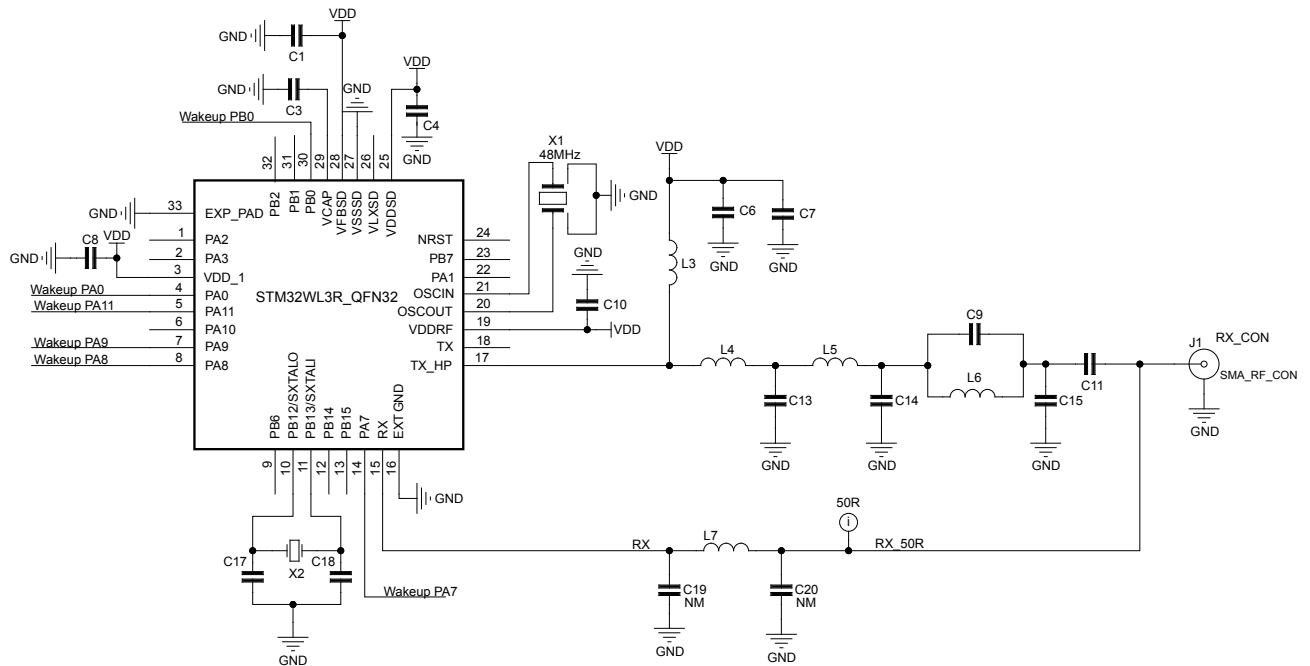 VDD
GND
C1
VDD
GND
C3
GND
C4
GND
Wakeup PB0
32
31
30
29
28
27
26
25
PB2
PB1
PB0
VCAP
VFBSD
VSSSD
VLXSD
VDDSD
X1
48MHz
GND
VDD
C6
C7
GND
GND
L3
GND
33
EXP_PAD
C8
VDD
GND
1
PA2
2
PA3
3
VDD_1
Wakeup PA0
4
PA0
Wakeup PA11
5
PA11
6
PA10
Wakeup PA9
7
PA9
Wakeup PA8
8
PA8
STM32WL3R_QFN32
NRST
24
PB7
23
PA1
22
OSCIN
21
OSCOUT
20
VDDRF
19
TX
18
TX_HP
17
GND
C10
VDD
L4
L5
C9
L6
C11
J1
RX_CON
SMA_RF_CON
GND
C13
C14
C15
GND
GND
GND
PB6
PB12/SXTALO
PB13/SXTALI
PB14
PB15
PA7
RX
EXTGND
9
10
11
12
13
14
15
16
GND
C17
X2
C18
GND
Wakeup PA7
RX
L7
50R
i
RX_50R
C19
NM
C20
NM
GND
GND